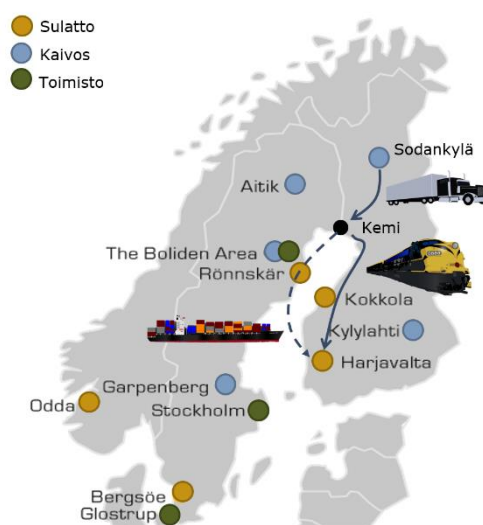 Sulatto
Kaivos
Toimisto
Sodankylä
Aitik
Kemi
The Boliden Area
Rönnskär
Kokkola
Kylylahti
Harjavalta
Garpenberg
Odda
Stockholm
Bergsöe
Glostrup